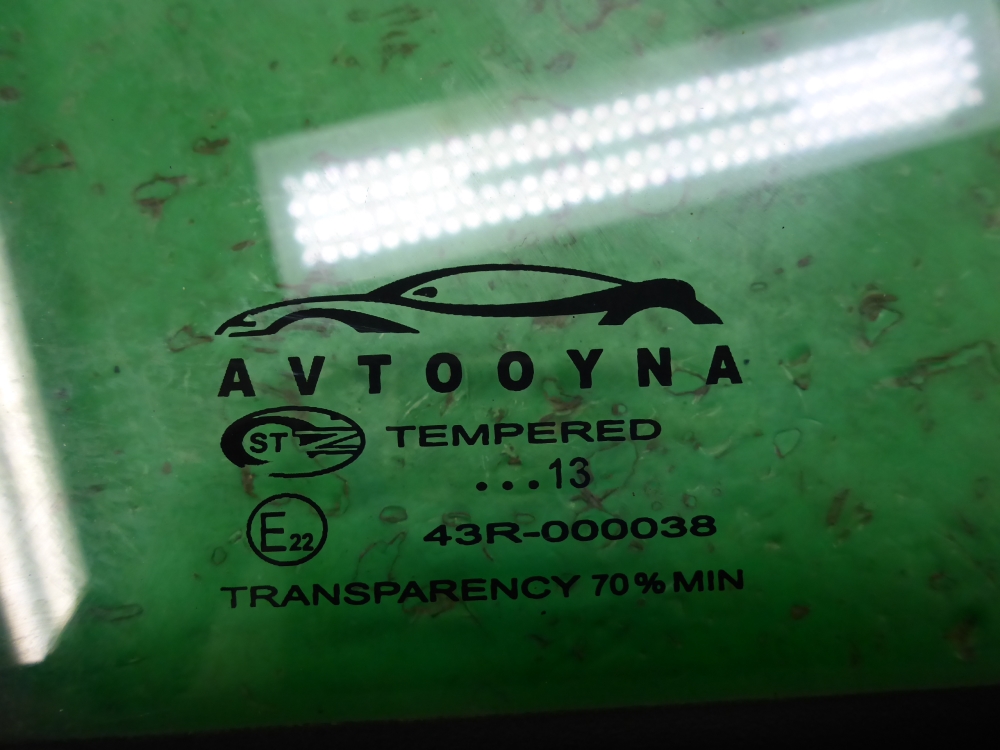 AVTOOYNA
ST TEMPERED
...13
E22 43R-000038
TRANSPARENCY 70% MIN